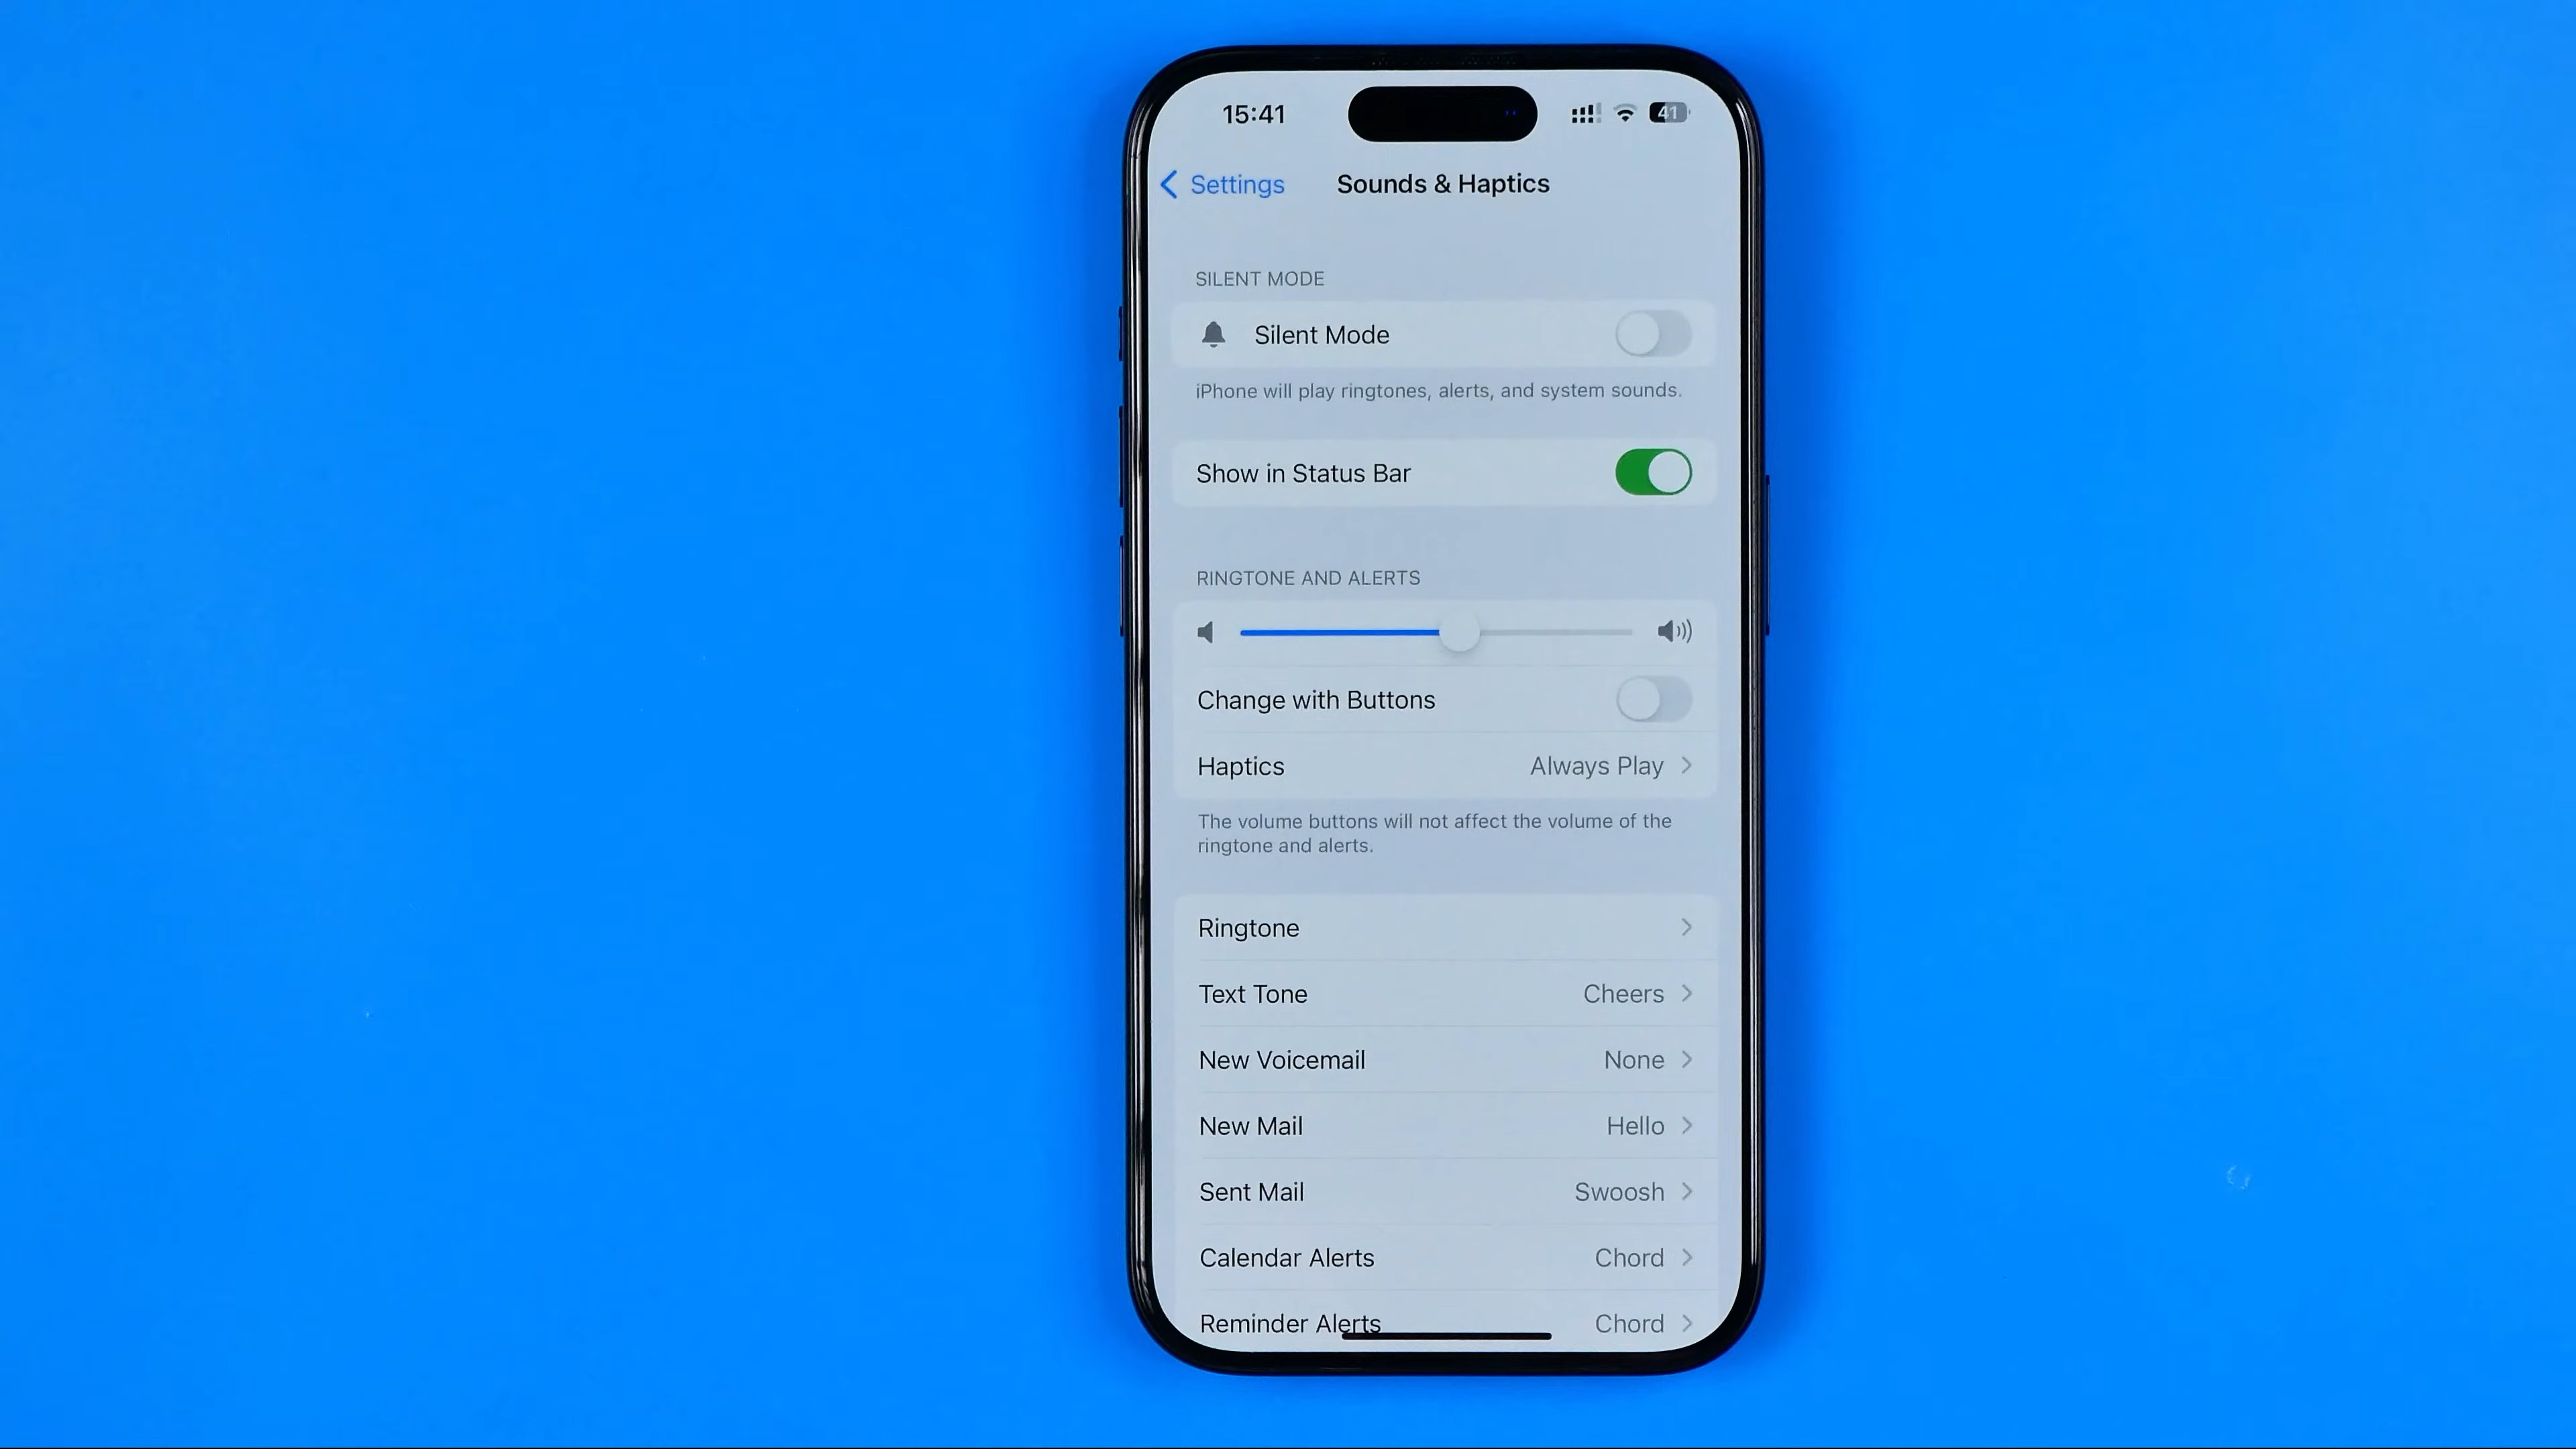 15:41
41
Settings
Sounds & Haptics
SILENT MODE
Silent Mode
iPhone will play ringtones, alerts, and system sounds.
Show in Status Bar
RINGTONE AND ALERTS
Change with Buttons
Haptics Always Play
The volume buttons will not affect the volume of the
ringtone and alerts.
Ringtone
Text Tone Cheers
New Voicemail None
New Mail Hello
Sent Mail Swoosh
Calendar Alerts Chord
Reminder Alerts Chord